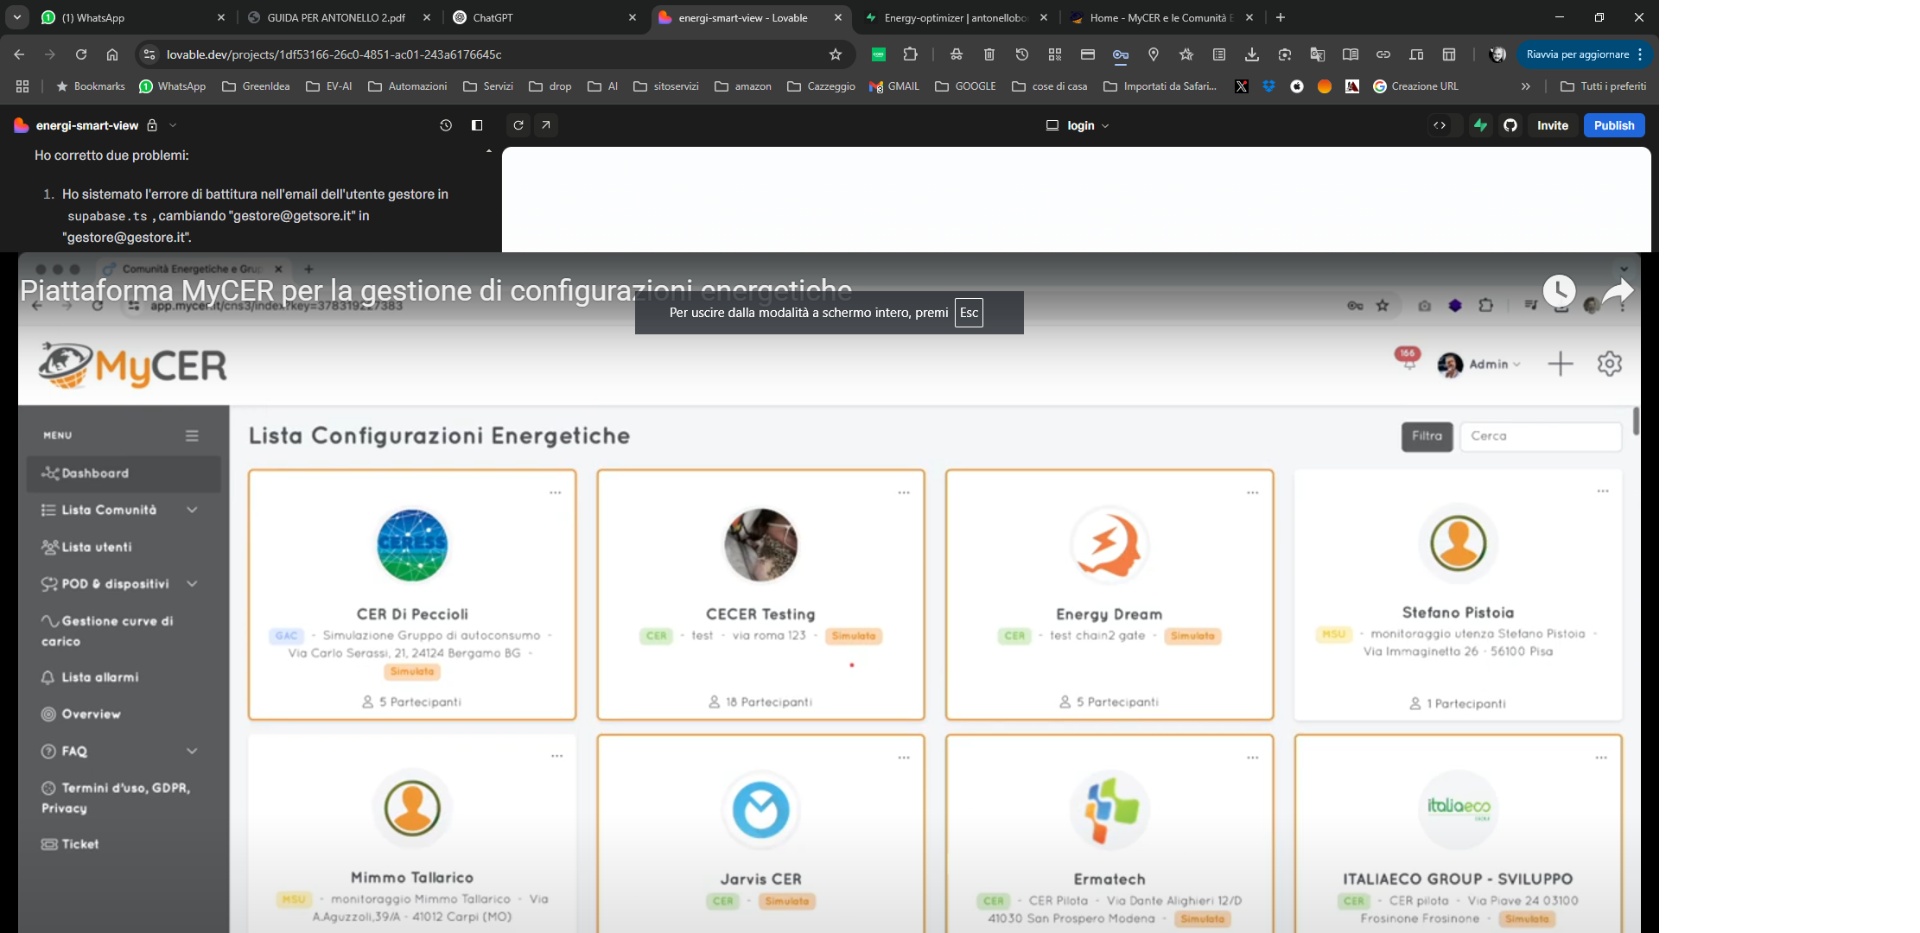 (1) WhatsApp
GUIDA PER ANTONELLO 2.pdf
ChatGPT
energi-smart-view - Lovable
Energy-optimizer | antonellobo
Home - MyCER e le Comunità E
lovable.dev/projects/1df53166-26c0-4851-ac01-243a6176645c
Riavvia per aggiornare
Bookmarks
WhatsApp
GreenIdea
EV-AI
Automazioni
Servizi
drop
AI
sitoservizi
amazon
Cazzeggio
GMAIL
GOOGLE
cose di casa
Importati da Safari...
Creazione URL
»
Tutti i preferiti
energi-smart-view
login
Invite
Publish
Ho corretto due problemi:
1. Ho sistemato l'errore di battitura nell'email dell'utente gestore in
supabase.ts , cambiando "gestore@getsore.it" in
"gestore@gestore.it".
Comunità Energetiche e Gru
Piattaforma MyCER per la gestione di configurazioni energetiche
Per uscire dalla modalità a schermo intero, premi Esc
MyCER
166
Admin
MENU
Dashboard
Lista Comunità
Lista utenti
POD & dispositivi
Gestione curve di
carico
Lista allarmi
Overview
FAQ
Termini d'uso, GDPR,
Privacy
Ticket
Lista Configurazioni Energetiche
Filtra
Cerca
...
CERESS
CER Di Peccioli
GAC - Simulazione Gruppo di autoconsumo -
Via Carlo Serassi, 21, 24124 Bergamo BG -
Simulata
5 Partecipanti
...
CECER Testing
CER - test - via roma 123 - Simulata
18 Partecipanti
...
Energy Dream
CER - test chain2 gate - Simulata
5 Partecipanti
...
Stefano Pistoia
MSU - monitoraggio utenza Stefano Pistoia -
Via Immaginetta 26 - 56100 Pisa
1 Partecipanti
...
Mimmo Tallarico
MSU - monitoraggio Mimmo Tallarico - Via
A.Aguzzoli,39/A - 41012 Carpi (MO)
...
Jarvis CER
CER - Simulata
...
Ermatech
CER - CER Pilota - Via Dante Alighieri 12/D
41030 San Prospero Modena - Simulata
...
italiaeco
ITALIAECO GROUP - SVILUPPO
CER - CER pilota - Via Piave 24 03100
Frosinone Frosinone - Simulata